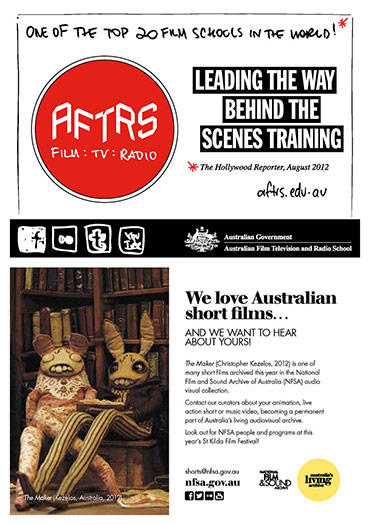 ONE OF THE TOP 20 FILM SCHOOLS IN THE WORLD!*
AFTRS
FILM : TV : RADIO
LEADING THE WAY
BEHIND THE
SCENES TRAINING
* The Hollywood Reporter, August 2012
aftrs.edu.au
f
t
You Tube
Australian Government
Australian Film Television and Radio School
We love Australian
short films…
AND WE WANT TO HEAR
ABOUT YOURS!
The Maker (Christopher Kezelos, 2012) is one of
many short films archived this year in the National
Film and Sound Archive of Australia (NFSA) audio
visual collection.
Contact our curators about your animation, live
action short or music video, becoming a permanent
part of Australia's living audiovisual archive.
Look out for NFSA people and programs at this
year's St Kilda Film Festival!
The Maker (Kezelos, Australia, 2012)
shorts@nfsa.gov.au
nfsa.gov.au
NATIONAL
FILM
&SOUND
ARCHIVE
australia's
living
archive